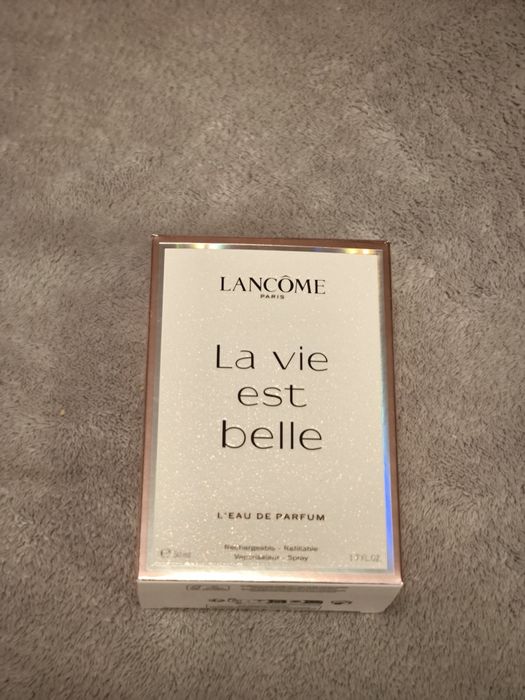 LANCÔME
PARIS
La vie
est
belle
L'EAU DE PARFUM
Rechargeable - Refillable
Vaporisateur - Spray